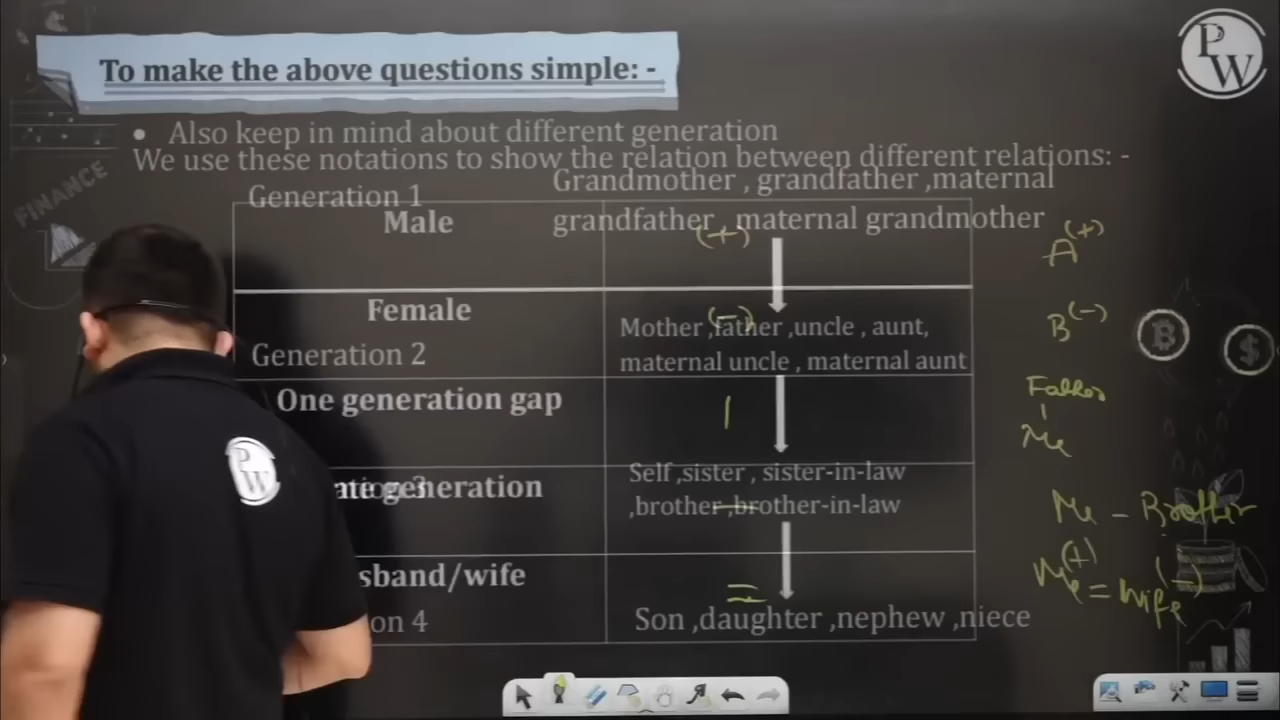 To make the above questions simple: -
PW
• Also keep in mind about different generation
We use these notations to show the relation between different relations: -
FINANCE
Generation 1
Grandmother , grandfather ,maternal
grandfather , maternal grandmother
Male
(+)
A(+)
Female
(-)
B(-)
Mother ,father ,uncle , aunt,
Generation 2
maternal uncle , maternal aunt
One generation gap
|
Father
|
Me
Self ,sister , sister-in-law
generation
,brother ,brother-in-law
Me - Brother
PW
sband/wife
=
Me(+) = Wife(-)
on 4
Son ,daughter ,nephew ,niece